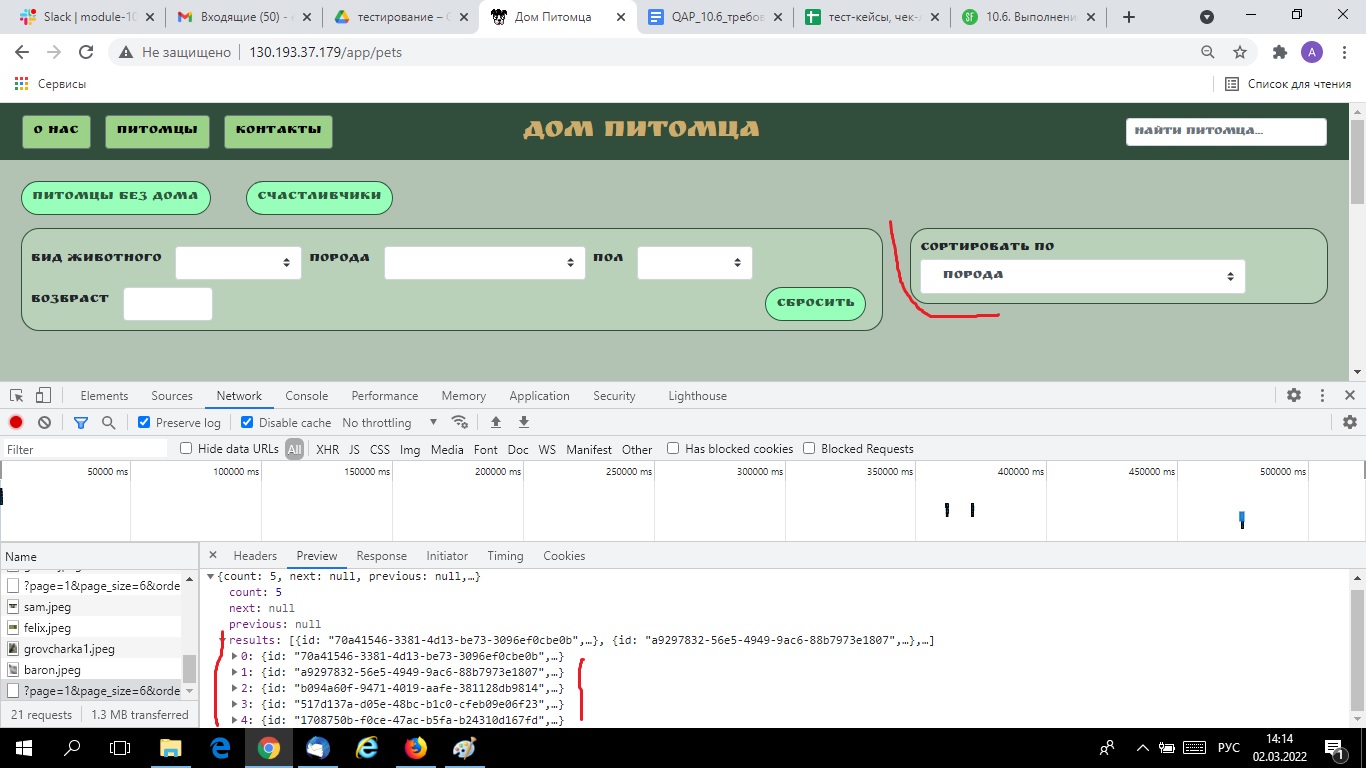 Slack | module-10
Входящие (50) -
тестирование – G
Дом Питомца
QAP_10.6_требов
тест-кейсы, чек-л
10.6. Выполнени
Не защищено
130.193.37.179/app/pets
A
Сервисы
Список для чтения
О НАС
ПИТОМЦЫ
КОНТАКТЫ
ДОМ ПИТОМЦА
НАЙТИ ПИТОМЦА...
ПИТОМЦЫ БЕЗ ДОМА
СЧАСТЛИВЧИКИ
ВИД ЖИВОТНОГО
ПОРОДА
ПОЛ
ВОЗВРАСТ
СБРОСИТЬ
СОРТИРОВАТЬ ПО
ПОРОДА
Elements
Sources
Network
Console
Performance
Memory
Application
Security
Lighthouse
Preserve log
Disable cache
No throttling
Filter
Hide data URLs
All
XHR
JS
CSS
Img
Media
Font
Doc
WS
Manifest
Other
Has blocked cookies
Blocked Requests
50000 ms
100000 ms
150000 ms
200000 ms
250000 ms
300000 ms
350000 ms
400000 ms
450000 ms
500000 ms
Name
?page=1&page_size=6&orde
sam.jpeg
felix.jpeg
grovcharka1.jpeg
baron.jpeg
?page=1&page_size=6&orde
21 requests
1.3 MB transferred
Headers
Preview
Response
Initiator
Timing
Cookies
{count: 5, next: null, previous: null,…}
count: 5
next: null
previous: null
results: [{id: "70a41546-3381-4d13-be73-3096ef0cbe0b",…}, {id: "a9297832-56e5-4949-9ac6-88b7973e1807",…},…]
0: {id: "70a41546-3381-4d13-be73-3096ef0cbe0b",…}
1: {id: "a9297832-56e5-4949-9ac6-88b7973e1807",…}
2: {id: "b094a60f-9471-4019-aafe-381128db9814",…}
3: {id: "517d137a-d05e-48bc-b1c0-cfeb09e06f23",…}
4: {id: "1708750b-f0ce-47ac-b5fa-b24310d167fd",…}
РУС
14:14
02.03.2022
1